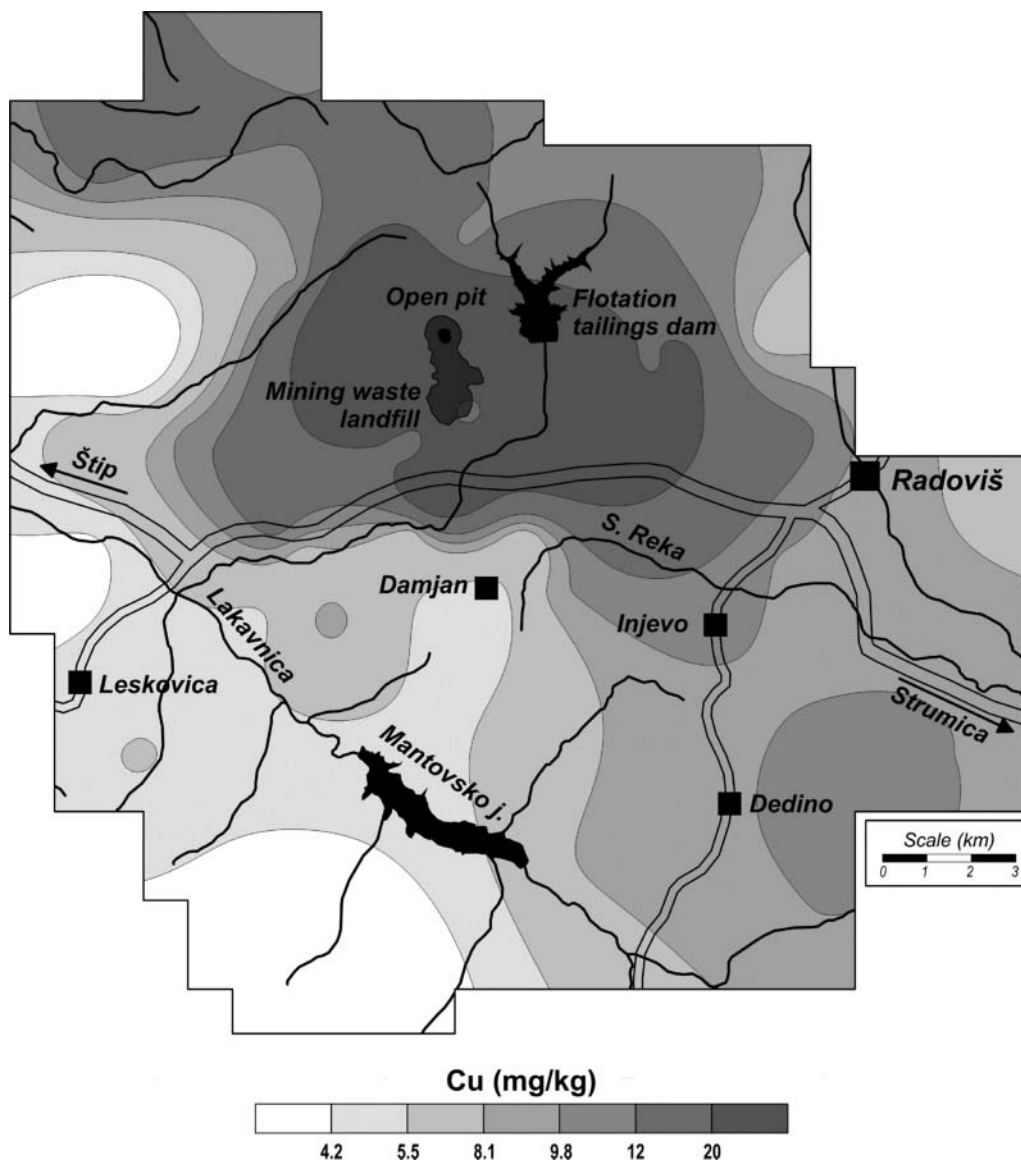 Open pit
Flotation
tailings dam
Mining waste
landfill
Štip
Radoviš
S. Reka
Damjan
Injevo
Lakavnica
Leskovica
Strumica
Mantovsko j.
Dedino
Scale (km)
0 1 2 3
Cu (mg/kg)
4.2 5.5 8.1 9.8 12 20